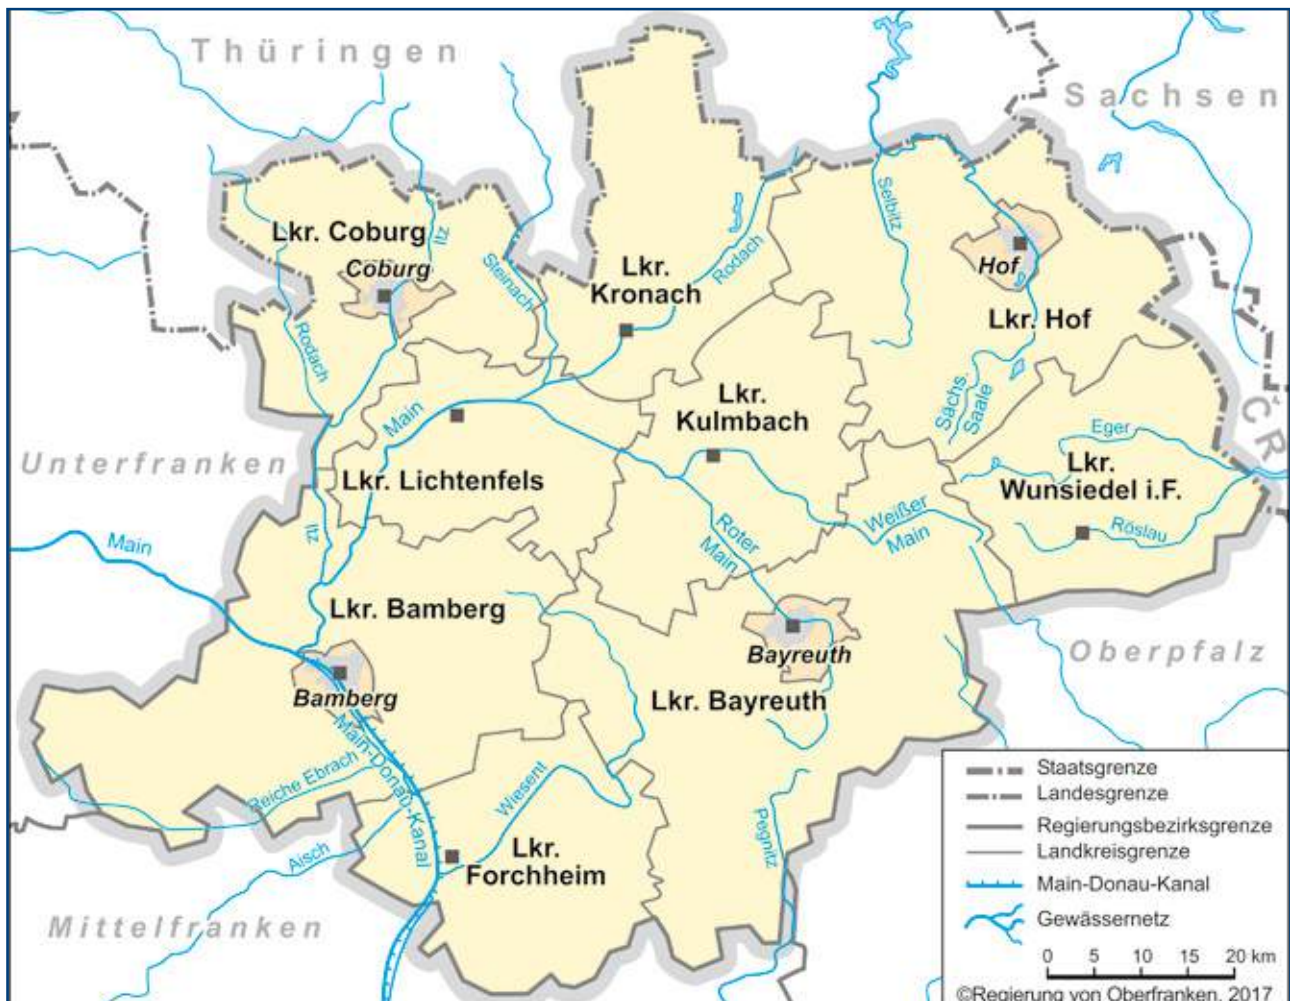 Thüringen
Sachsen
Selbitz
Lkr. Coburg
Itz
Coburg
Steinach
Lkr.
Kronach
Rodach
Hof
Lkr. Hof
Rodach
Main
Lkr.
Kulmbach
Sächs.
Saale
CR
Eger
Unterfranken
Lkr. Lichtenfels
Lkr.
Wunsiedel i.F.
Itz
Main
Roter
Main
Weißer
Main
Röslau
Lkr. Bamberg
Bayreuth
Oberpfalz
Bamberg
Lkr. Bayreuth
Main-Donau-Kanal
Reiche Ebrach
Wiesent
Pegnitz
Aisch
Lkr.
Forchheim
Mittelfranken
Staatsgrenze
Landesgrenze
Regierungsbezirksgrenze
Landkreisgrenze
Main-Donau-Kanal
Gewässernetz
0 5 10 15 20 km
©Regierung von Oberfranken, 2017